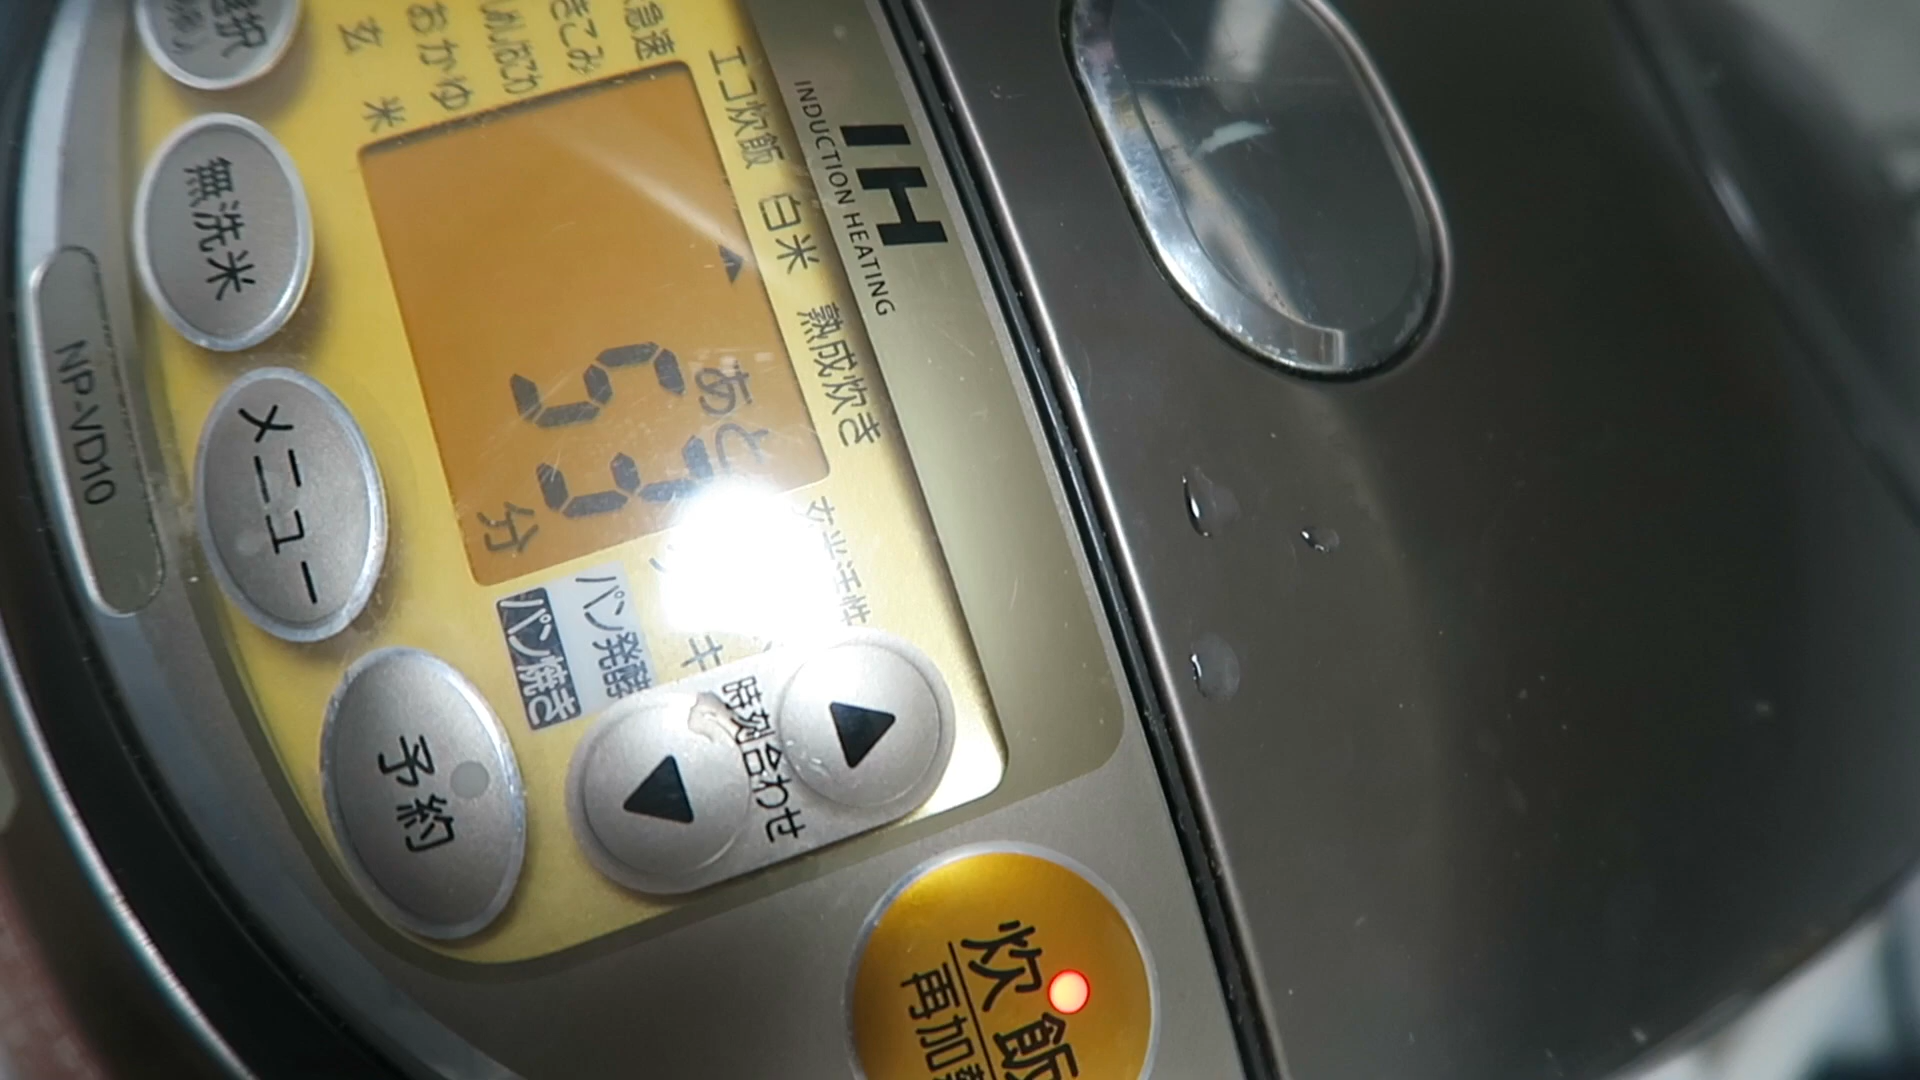 IH
INDUCTION HEATING
エコ炊飯 白米 熟成炊き
急速
おかゆ
玄米
あと
53
分
パン発酵
パン焼き
無洗米
メニュー
予約
時刻合わせ
炊飯
再加熱
NP-VD10